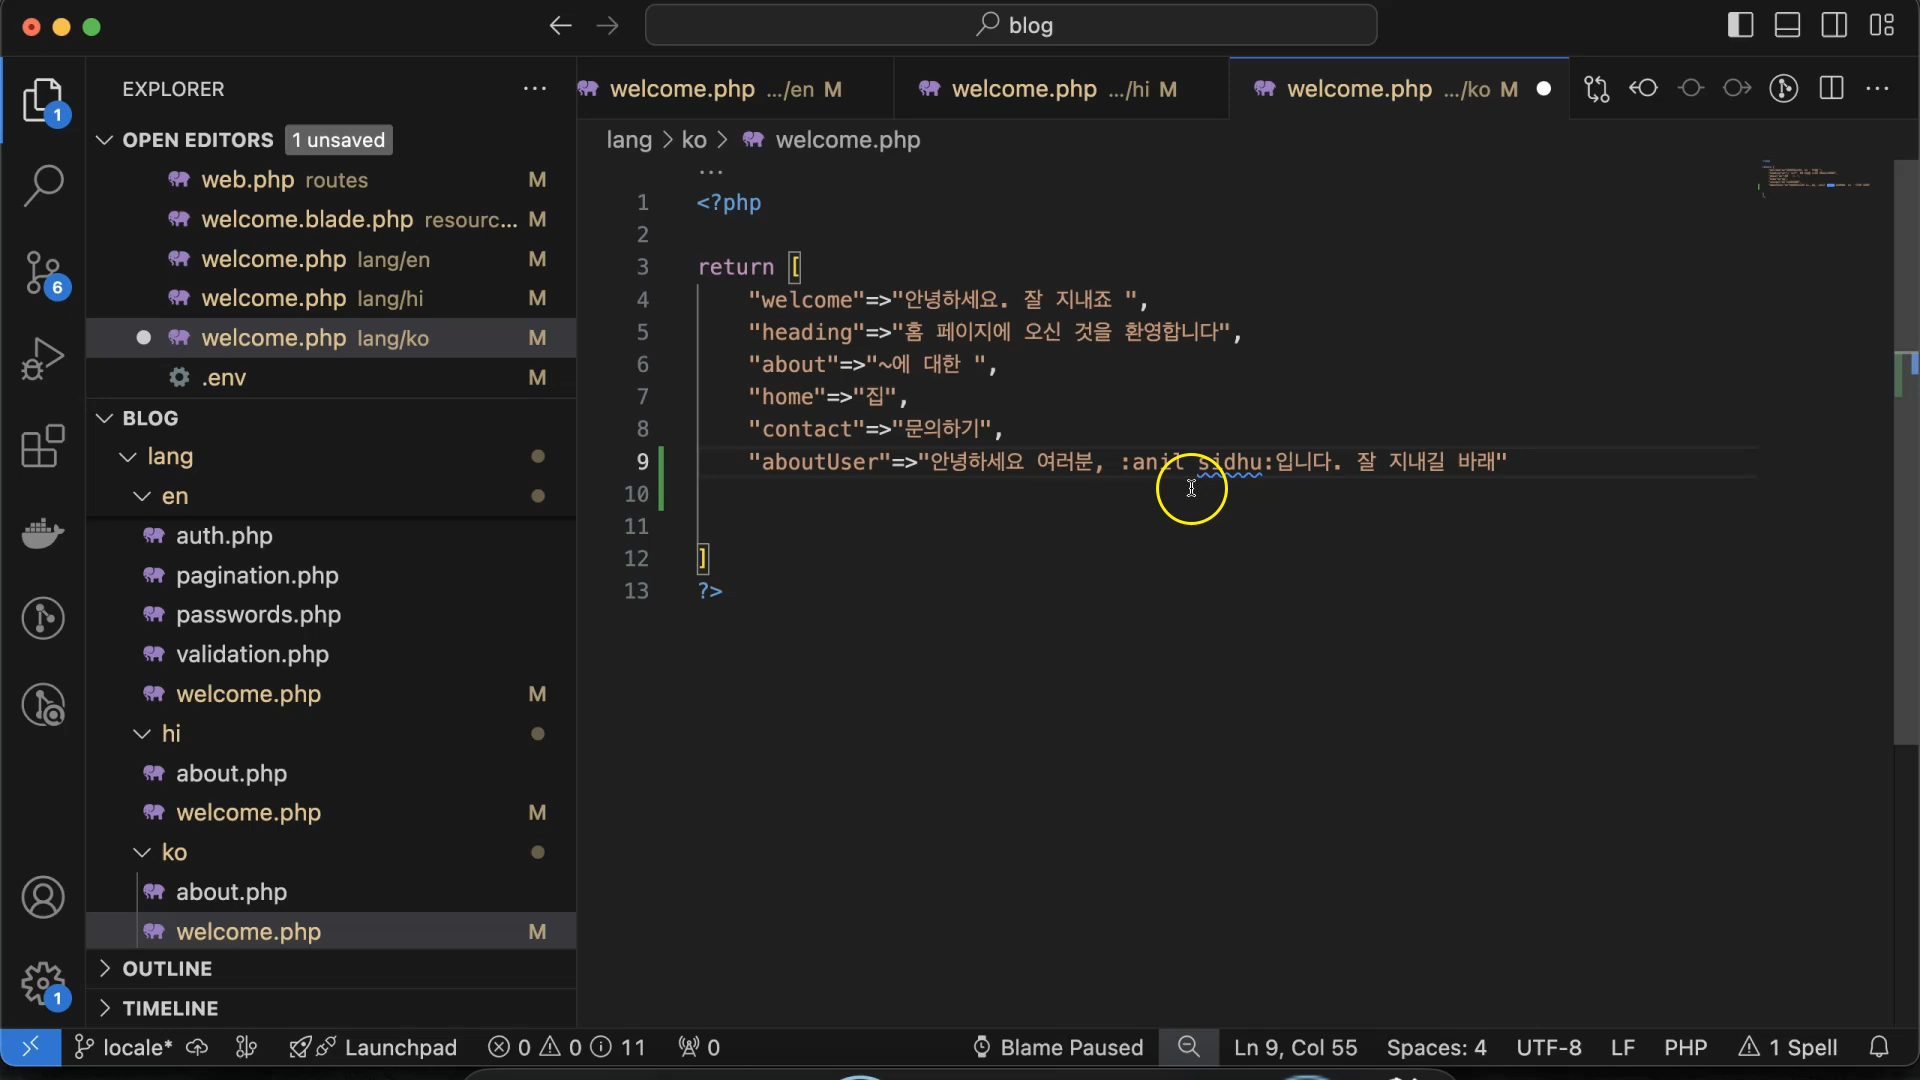 blog
EXPLORER
OPEN EDITORS 1 unsaved
web.php routes M
welcome.blade.php resourc... M
welcome.php lang/en M
welcome.php lang/hi M
welcome.php lang/ko M
.env M
BLOG
lang
en
auth.php
pagination.php
passwords.php
validation.php
welcome.php M
hi
about.php
welcome.php M
ko
about.php
welcome.php M
OUTLINE
TIMELINE
1
6
1
welcome.php .../en M
welcome.php .../hi M
welcome.php .../ko M
lang > ko > welcome.php
1 <?php
2
3 return [
4 "welcome"=>"안녕하세요. 잘 지내죠 ",
5 "heading"=>"홈 페이지에 오신 것을 환영합니다",
6 "about"=>"~에 대한 ",
7 "home"=>"집",
8 "contact"=>"문의하기",
9 "aboutUser"=>"안녕하세요 여러분, :anil sidhu:입니다. 잘 지내길 바래"
10
11
12 ]
13 ?>
locale* Launchpad 0 0 11 0 Blame Paused Ln 9, Col 55 Spaces: 4 UTF-8 LF PHP 1 Spell